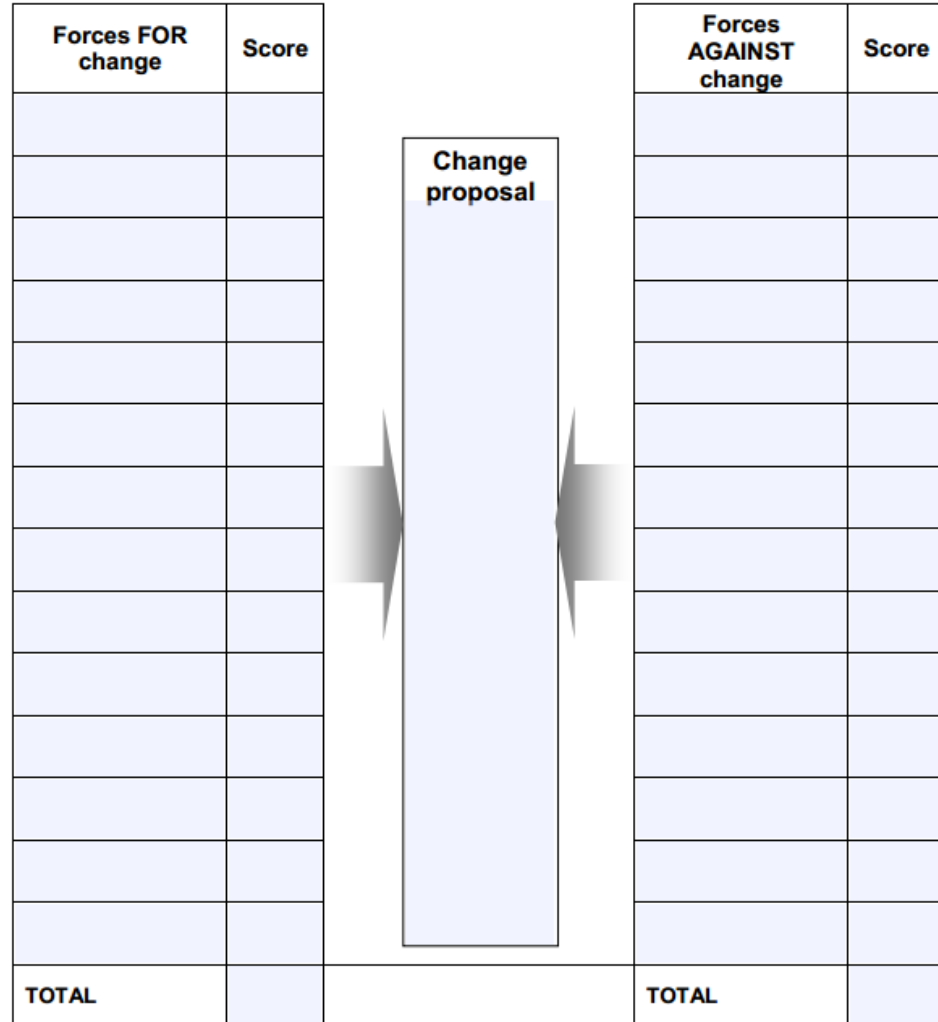 Forces FOR
change
Score
Forces
AGAINST
change
Score
Change
proposal
TOTAL
TOTAL